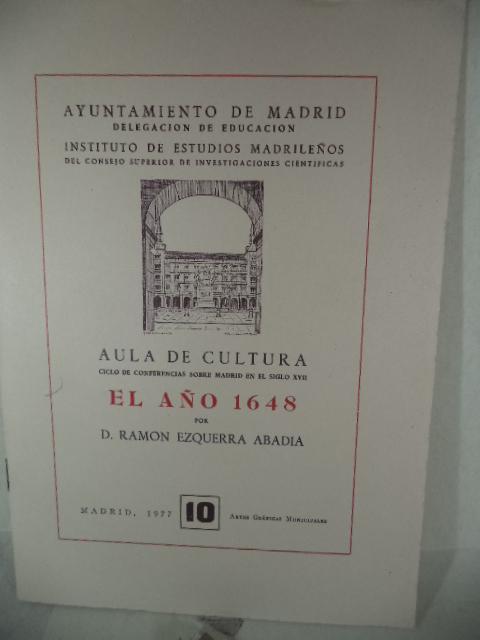 AYUNTAMIENTO DE MADRID
DELEGACION DE EDUCACION
INSTITUTO DE ESTUDIOS MADRILEÑOS
DEL CONSEJO SUPERIOR DE INVESTIGACIONES CIENTIFICAS
AULA DE CULTURA
CICLO DE CONFERENCIAS SOBRE MADRID EN EL SIGLO XVII
EL AÑO 1648
POR
D. RAMON EZQUERRA ABADIA
MADRID, 1977 10 ARTES GRÁFICAS MUNICIPALES